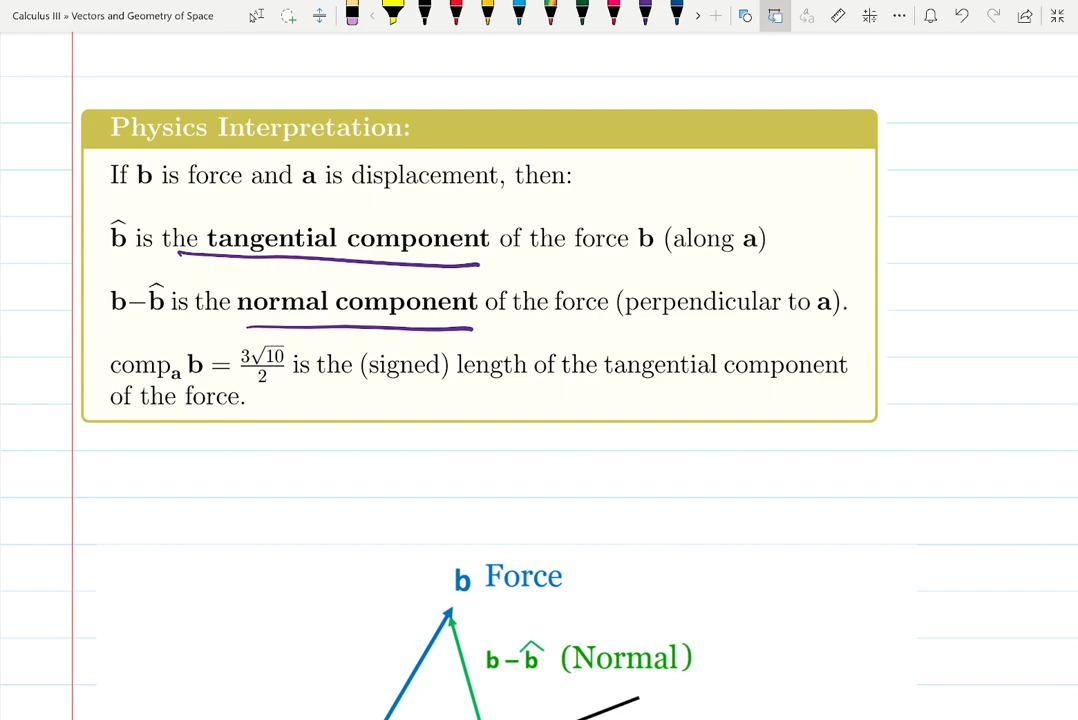 Calculus III » Vectors and Geometry of Space
Physics Interpretation:
If b is force and a is displacement, then:
b̂ is the tangential component of the force b (along a)
b−b̂ is the normal component of the force (perpendicular to a).
compₐ b = 3√10/2 is the (signed) length of the tangential component
of the force.
b Force
b − b̂ (Normal)